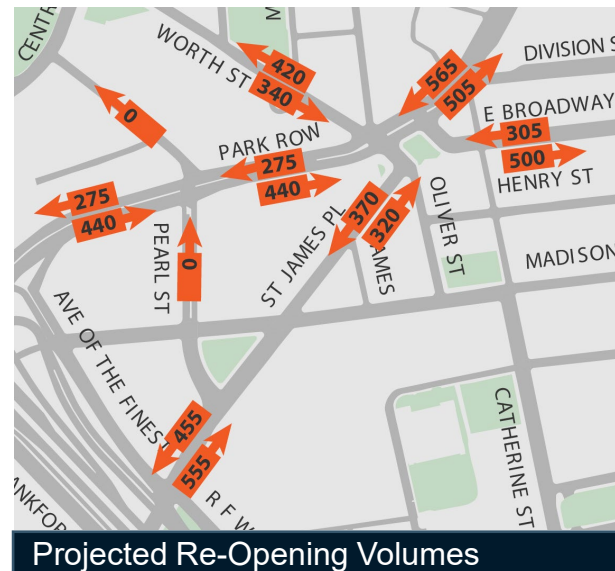 CENTR
W
WORTH ST
420
340
565
505
DIVISION S
E BROADWAY
305
500
HENRY ST
0
PARK ROW
275
440
275
440
PEARL ST
0
ST JAMES PL
370
320
JAMES
OLIVER ST
MADISON
AVE OF THE FINEST
455
555
R F W
ANKFOR
CATHERINE ST
Projected Re-Opening Volumes